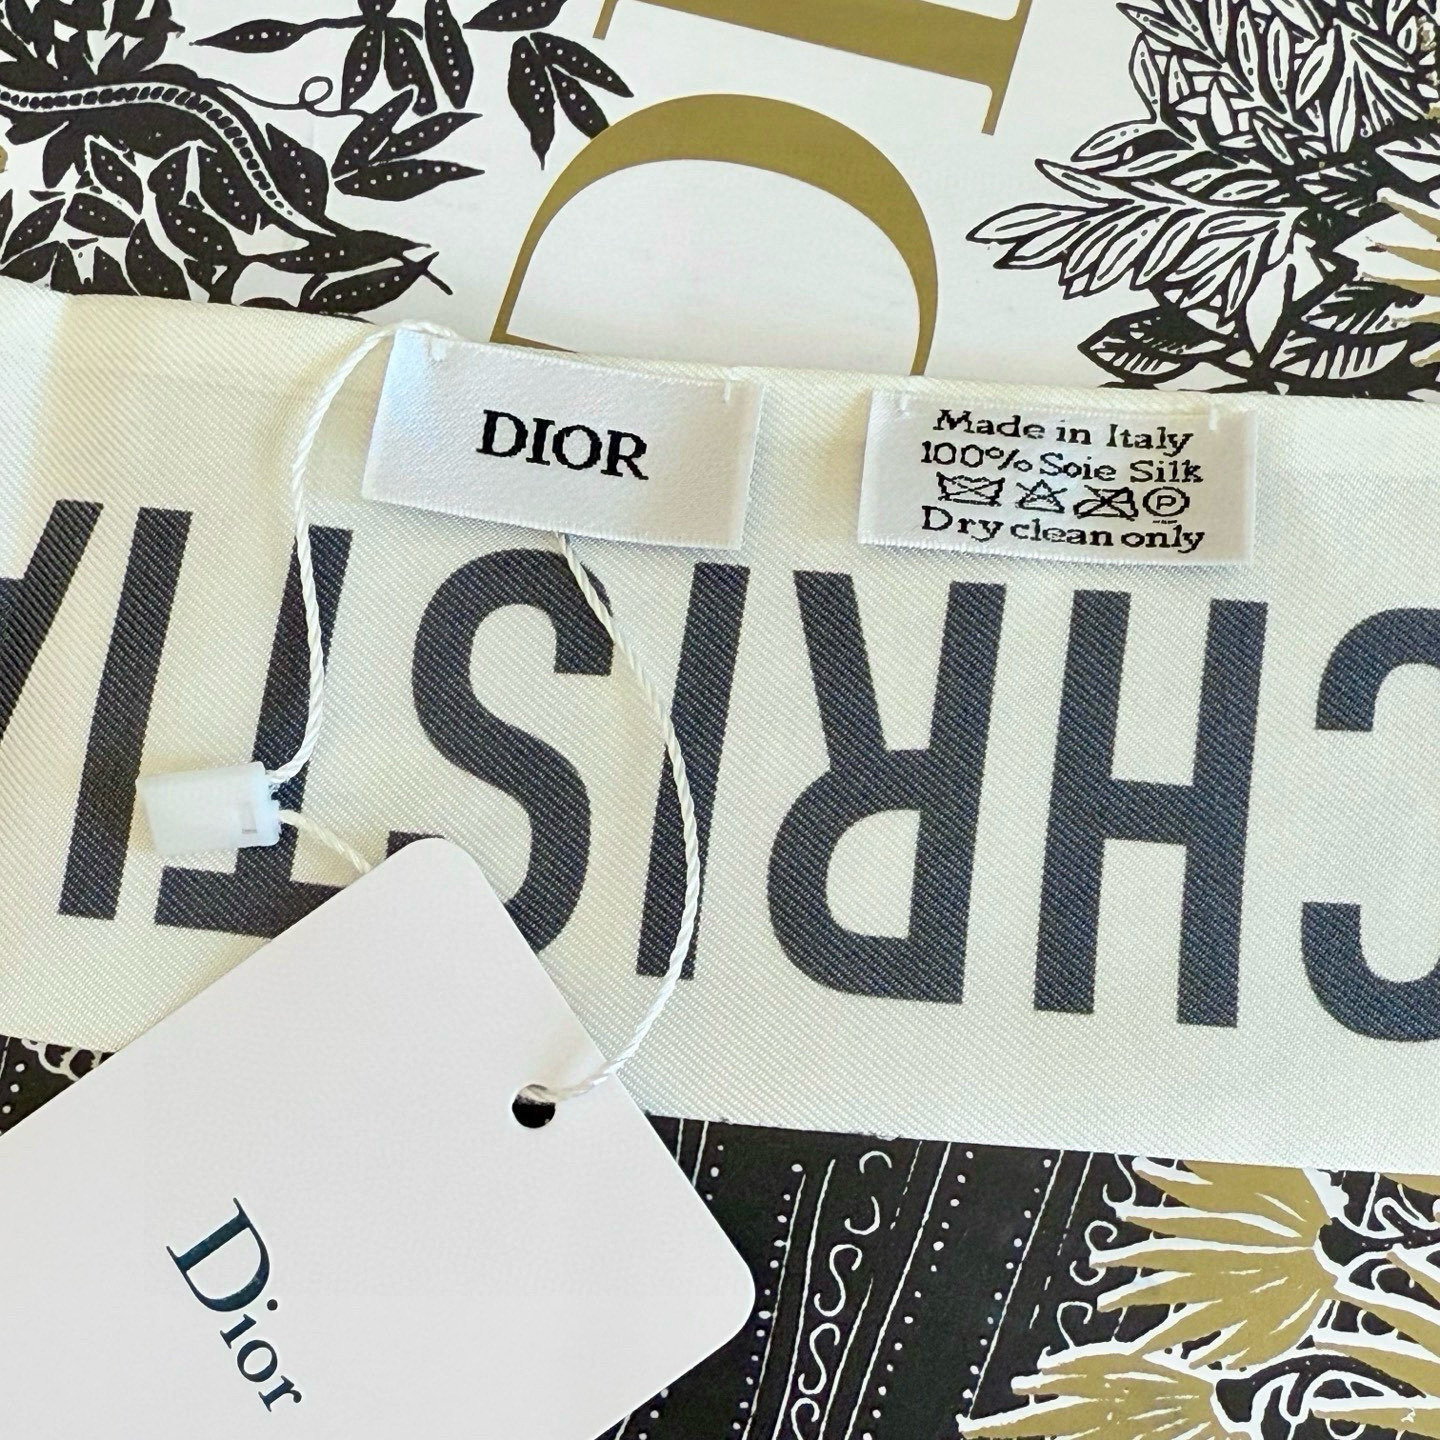 DIOR
Made in Italy
100% Soie Silk
P
Dry clean only
CHRISTIA
Dior